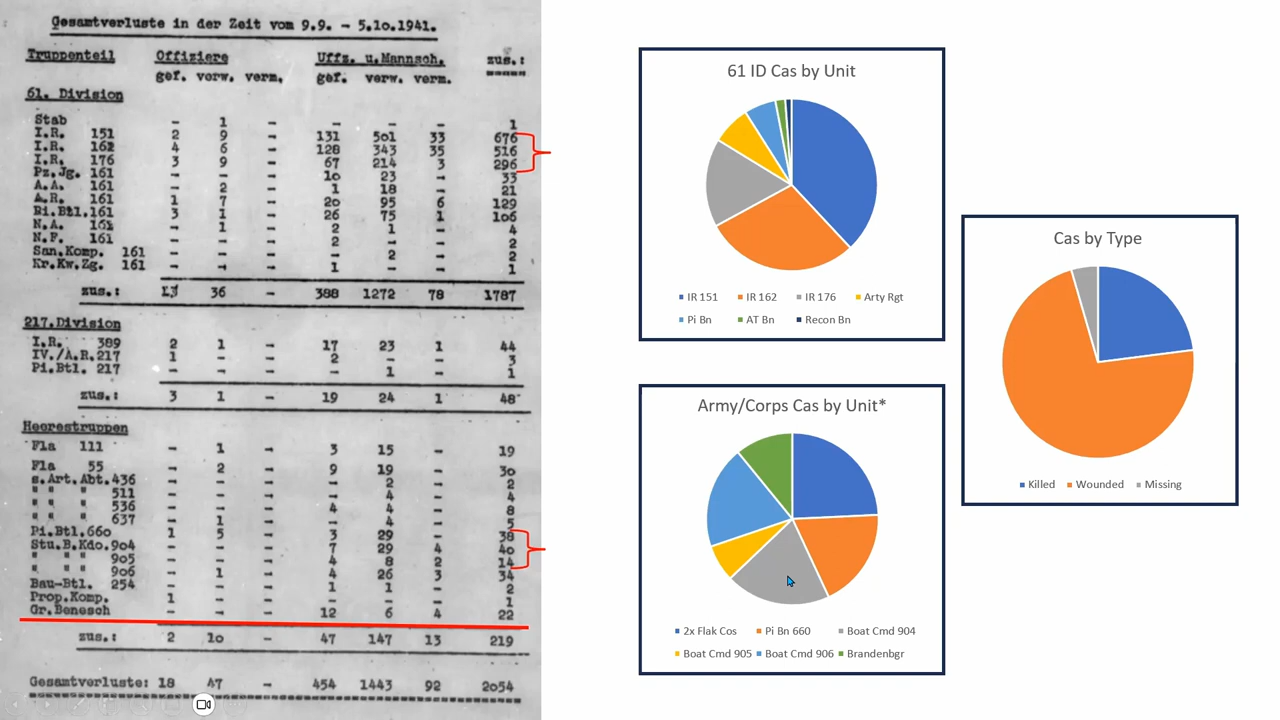 Gesamtverluste in der Zeit vom 9.9. - 5.10.1941.
Truppenteil Offiziere Uffz. u.Mannsch. zus.:
gef. verw. verm. gef. verw. verm.
61. Division
Stab - 1 - - - - 1
I.R. 151 2 9 - 131 501 33 676
I.R. 162 4 6 - 128 343 35 516
I.R. 176 3 9 - 67 214 3 296
Pz.Jg. 161 - - - 10 23 - 33
A.A. 161 - 2 - 1 18 - 21
A.R. 161 1 7 - 20 95 6 129
Pi.Btl.161 3 1 - 26 75 1 106
N.A. 161 - 1 - 2 1 - 4
N.F. 161 - - - 2 - - 2
San.Komp. 161 - - - - 2 - 2
Kr.Kw.Zg. 161 - - - 1 - - 1
zus.: 13 36 - 388 1272 78 1787
217.Division
I.R. 389 2 1 - 17 23 1 44
IV./A.R.217 1 - - 2 - - 3
Pi.Btl. 217 - - - - 1 - 1
zus.: 3 1 - 19 24 1 48
Heerestruppen
Fla 111 - 1 - 3 15 - 19
Fla 55 - 2 - 9 19 - 30
s.Art.Abt.436 - - - - 2 - 2
" " " 511 - - - - 4 - 4
" " " 536 - - - 4 4 - 8
" " " 637 - 1 - - 4 - 5
Pi.Btl.660 1 5 - 3 29 - 38
Stu.B.Kdo.904 - - - 7 29 4 40
" " " 905 - - - 4 8 2 14
" " " 906 - 1 - 4 26 3 34
Bau-Btl. 254 - - - 1 1 - 2
Prop.Komp. 1 - - - - - 1
Gr.Benesch - - - 12 6 4 22
zus.: 2 10 - 47 147 13 219
Gesamtverluste: 18 47 - 454 1443 92 2054
61 ID Cas by Unit
IR 151 IR 162 IR 176 Arty Rgt
Pi Bn AT Bn Recon Bn
Army/Corps Cas by Unit*
2x Flak Cos Pi Bn 660 Boat Cmd 904
Boat Cmd 905 Boat Cmd 906 Brandenbgr
Cas by Type
Killed Wounded Missing